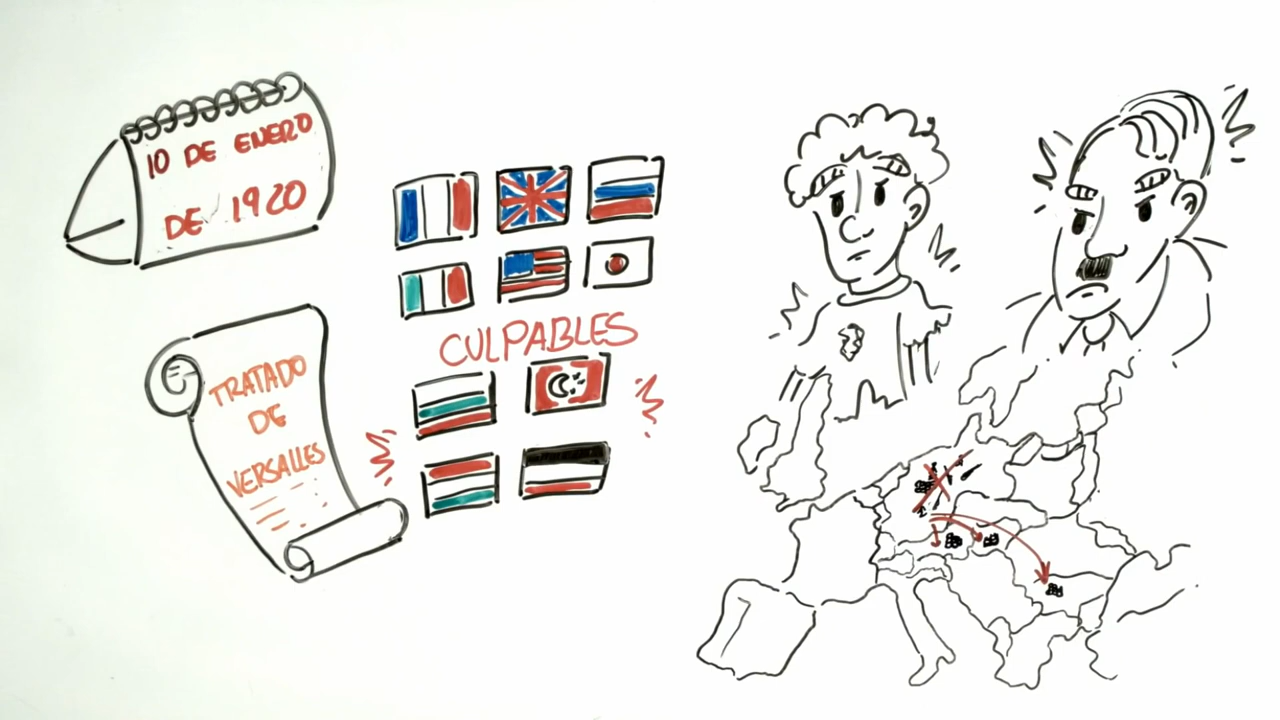 10 DE ENERO
DE 1920
TRATADO
DE
VERSALLES
CULPABLES